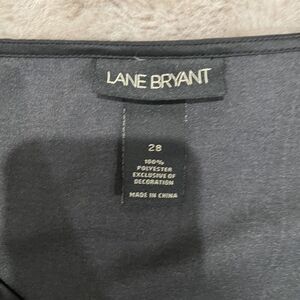 LANE BRYANT
28
100%
POLYESTER
EXCLUSIVE OF
DECORATION
MADE IN CHINA